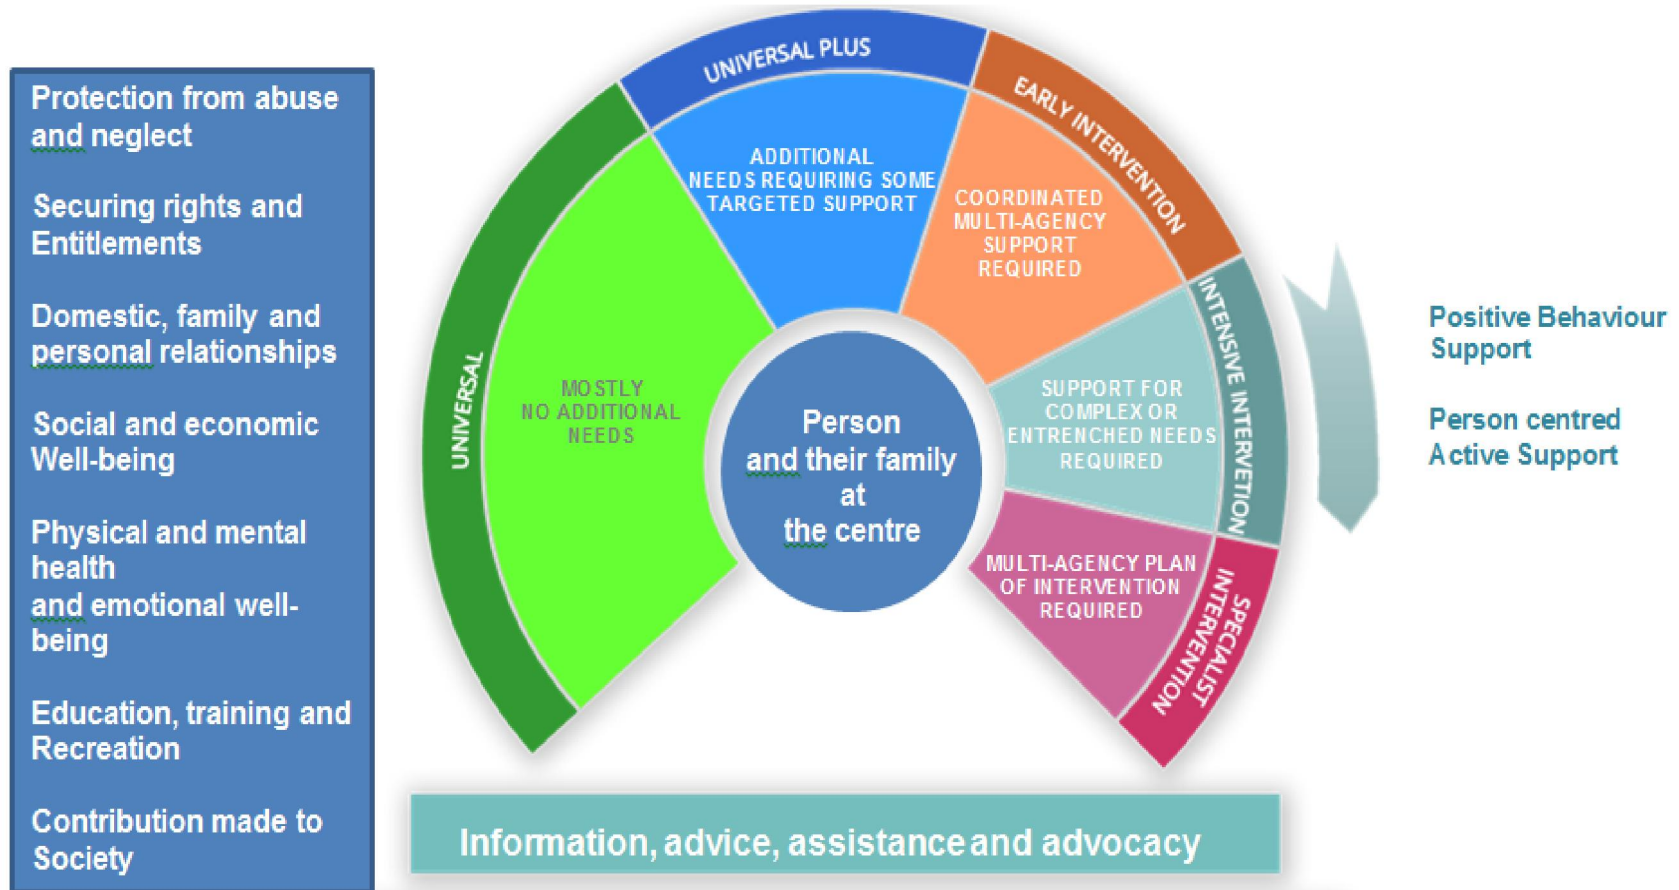 Protection from abuse
and neglect
Securing rights and
Entitlements
Domestic, family and
personal relationships
Social and economic
Well-being
Physical and mental
health
and emotional well-
being
Education, training and
Recreation
Contribution made to
Society
UNIVERSAL
MOSTLY
NO ADDITIONAL
NEEDS
UNIVERSAL PLUS
ADDITIONAL
NEEDS REQUIRING SOME
TARGETED SUPPORT
EARLY INTERVENTION
COORDINATED
MULTI-AGENCY
SUPPORT
REQUIRED
INTENSIVE INTERVETION
SUPPORT FOR
COMPLEX OR
ENTRENCHED NEEDS
REQUIRED
SPECIALIST
INTERVENTION
MULTI-AGENCY PLAN
OF INTERVENTION
REQUIRED
Person
and their family
at
the centre
Positive Behaviour
Support
Person centred
Active Support
Information, advice, assistance and advocacy